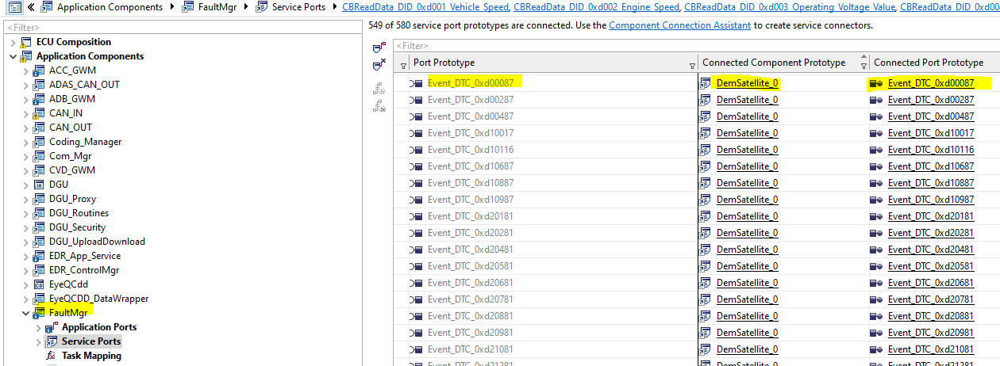 Application Components FaultMgr Service Ports CBReadData_DID_0xd001_Vehicle_Speed, CBReadData_DID_0xd002_Engine_Speed, CBReadData_DID_0xd003_Operating_Voltage_Value, CBReadData_DID_0xd00
<Filter>
ECU Composition
Application Components
ACC_GWM
ADAS_CAN_OUT
ADB_GWM
CAN_IN
CAN_OUT
Coding_Manager
Com_Mgr
CVD_GWM
DGU
DGU_Proxy
DGU_Routines
DGU_Security
DGU_UploadDownload
EDR_App_Service
EDR_ControlMgr
EyeQCdd
EyeQCDD_DataWrapper
FaultMgr
Application Ports
Service Ports
Task Mapping
549 of 580 service port prototypes are connected. Use the Component Connection Assistant to create service connectors.
<Filter>
Port Prototype Connected Component Prototype Connected Port Prototype
Event_DTC_0xd00087 DemSatellite_0 Event_DTC_0xd00087
Event_DTC_0xd00287 DemSatellite_0 Event_DTC_0xd00287
Event_DTC_0xd00487 DemSatellite_0 Event_DTC_0xd00487
Event_DTC_0xd10017 DemSatellite_0 Event_DTC_0xd10017
Event_DTC_0xd10116 DemSatellite_0 Event_DTC_0xd10116
Event_DTC_0xd10687 DemSatellite_0 Event_DTC_0xd10687
Event_DTC_0xd10887 DemSatellite_0 Event_DTC_0xd10887
Event_DTC_0xd10987 DemSatellite_0 Event_DTC_0xd10987
Event_DTC_0xd20181 DemSatellite_0 Event_DTC_0xd20181
Event_DTC_0xd20281 DemSatellite_0 Event_DTC_0xd20281
Event_DTC_0xd20481 DemSatellite_0 Event_DTC_0xd20481
Event_DTC_0xd20581 DemSatellite_0 Event_DTC_0xd20581
Event_DTC_0xd20681 DemSatellite_0 Event_DTC_0xd20681
Event_DTC_0xd20781 DemSatellite_0 Event_DTC_0xd20781
Event_DTC_0xd20881 DemSatellite_0 Event_DTC_0xd20881
Event_DTC_0xd20981 DemSatellite_0 Event_DTC_0xd20981
Event_DTC_0xd21081 DemSatellite_0 Event_DTC_0xd21081